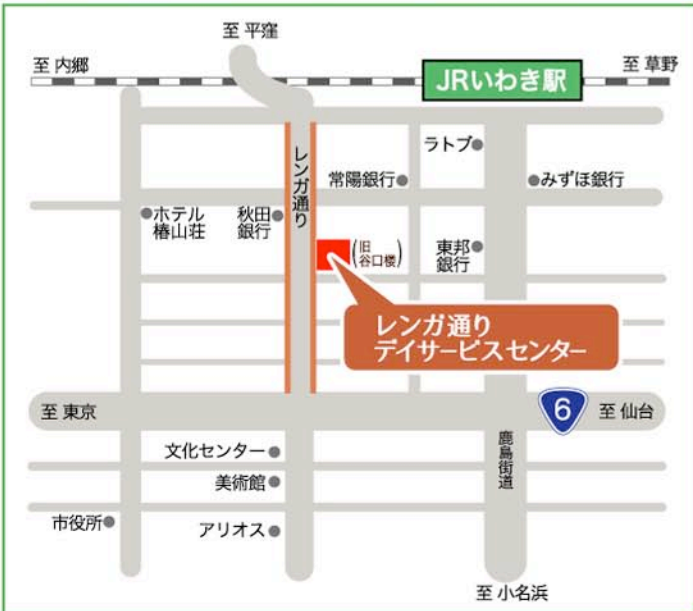 至 平窪
至 内郷
JRいわき駅
至 草野
レンガ通り
ラトブ
常陽銀行
みずほ銀行
ホテル
椿山荘
秋田
銀行
(旧
谷口楼)
東邦
銀行
レンガ通り
デイサービスセンター
至 東京
6
至 仙台
鹿島街道
文化センター
美術館
市役所
アリオス
至 小名浜